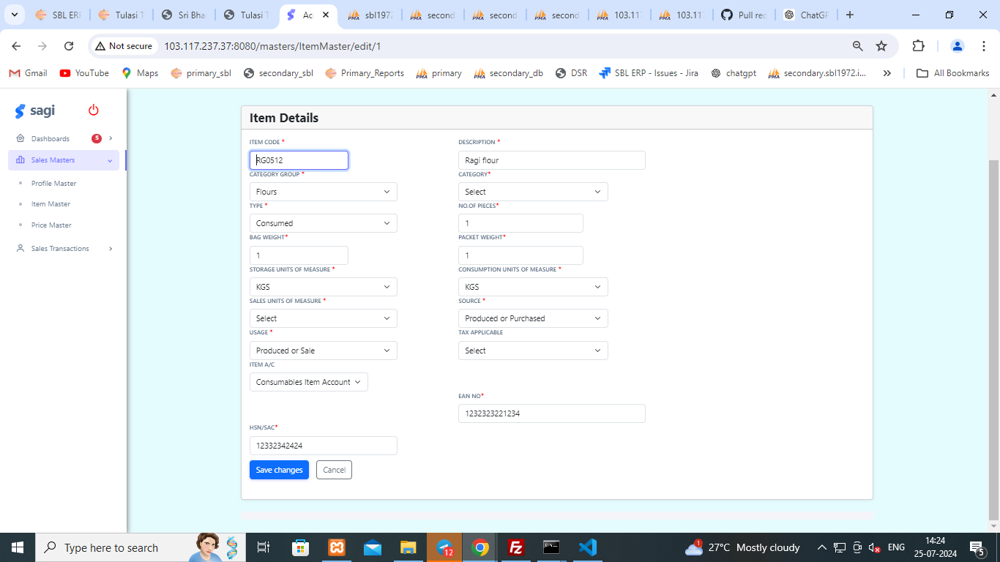 SBL ERP
Tulasi T
Sri Bha
Tulasi T
Ac
sbl1972
second
second
second
103.117
103.117
Pull rec
ChatGP
Not secure
103.117.237.37:8080/masters/ItemMaster/edit/1
Gmail
YouTube
Maps
primary_sbl
secondary_sbl
Primary_Reports
primary
secondary_db
DSR
SBL ERP - Issues - Jira
chatgpt
secondary.sbl1972.i...
All Bookmarks
sagi
Dashboards
5
Sales Masters
Profile Master
Item Master
Price Master
Sales Transactions
Item Details
ITEM CODE *
DESCRIPTION *
RG0512
Ragi flour
CATEGORY GROUP *
CATEGORY*
Flours
Select
TYPE *
NO.OF PIECES*
Consumed
1
BAG WEIGHT*
PACKET WEIGHT*
1
1
STORAGE UNITS OF MEASURE *
CONSUMPTION UNITS OF MEASURE *
KGS
KGS
SALES UNITS OF MEASURE *
SOURCE *
Select
Produced or Purchased
USAGE *
TAX APPLICABLE
Produced or Sale
Select
ITEM A/C
Consumables Item Account
EAN NO*
1232323221234
HSN/SAC*
12332342424
Save changes
Cancel
Type here to search
12
1
27°C Mostly cloudy
ENG
14:24
25-07-2024
5